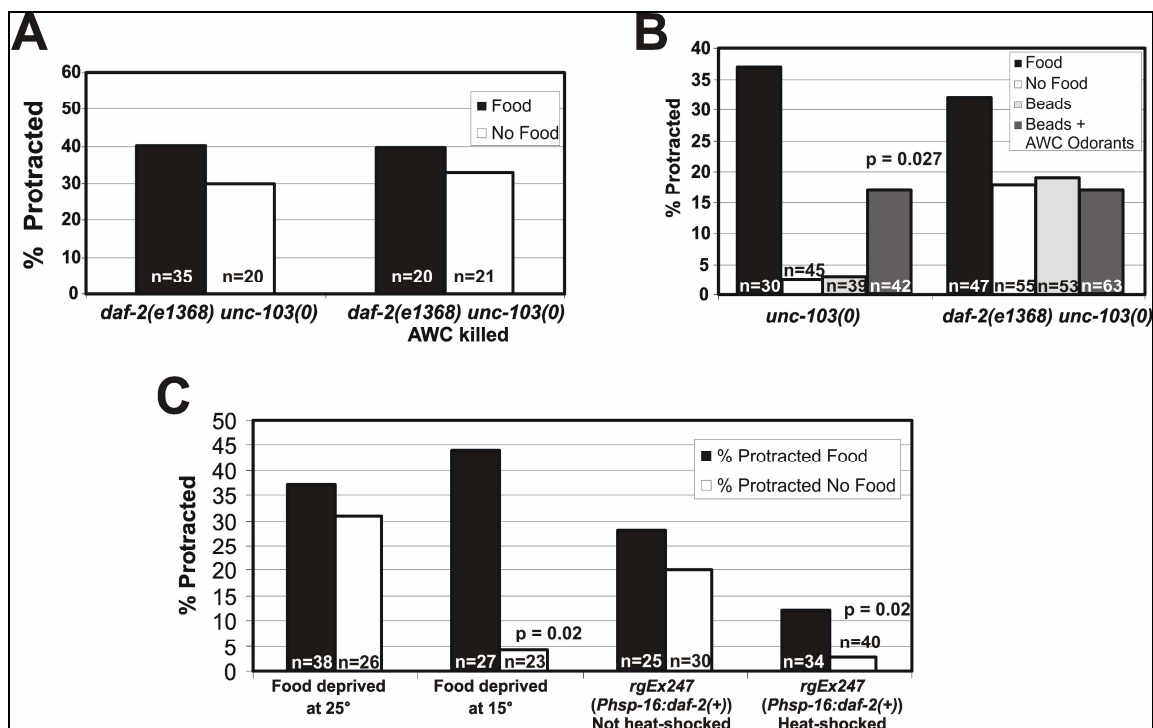 A
60
50
40
30
20
10
0
% Protracted
Food
No Food
n=35
n=20
n=20
n=21
daf-2(e1368) unc-103(0)
daf-2(e1368) unc-103(0)
AWC killed
B
40
35
30
25
20
15
10
5
0
% Protracted
Food
No Food
Beads
Beads +
AWC Odorants
p = 0.027
n=30
n=45
n=39
n=42
n=47
n=55
n=53
n=63
unc-103(0)
daf-2(e1368) unc-103(0)
C
50
45
40
35
30
25
20
15
10
5
0
% Protracted
% Protracted Food
% Protracted No Food
p = 0.02
p = 0.02
n=38
n=26
n=27
n=23
n=25
n=30
n=34
n=40
Food deprived
at 25°
Food deprived
at 15°
rgEx247
(Phsp-16:daf-2(+))
Not heat-shocked
rgEx247
(Phsp-16:daf-2(+))
Heat-shocked